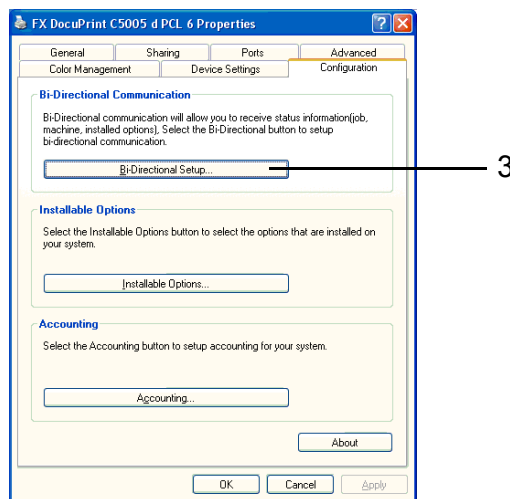 FX DocuPrint C5005 d PCL 6 Properties
General Sharing Ports Advanced
Color Management Device Settings Configuration
Bi-Directional Communication
Bi-Directional communication will allow you to receive status information(job,
machine, installed options), Select the Bi-Directional button to setup
bi-directional communication.
Bi-Directional Setup...
3
Installable Options
Select the Installable Options button to select the options that are installed on
your system.
Installable Options...
Accounting
Select the Accounting button to setup accounting for your system.
Accounting...
About
OK Cancel Apply